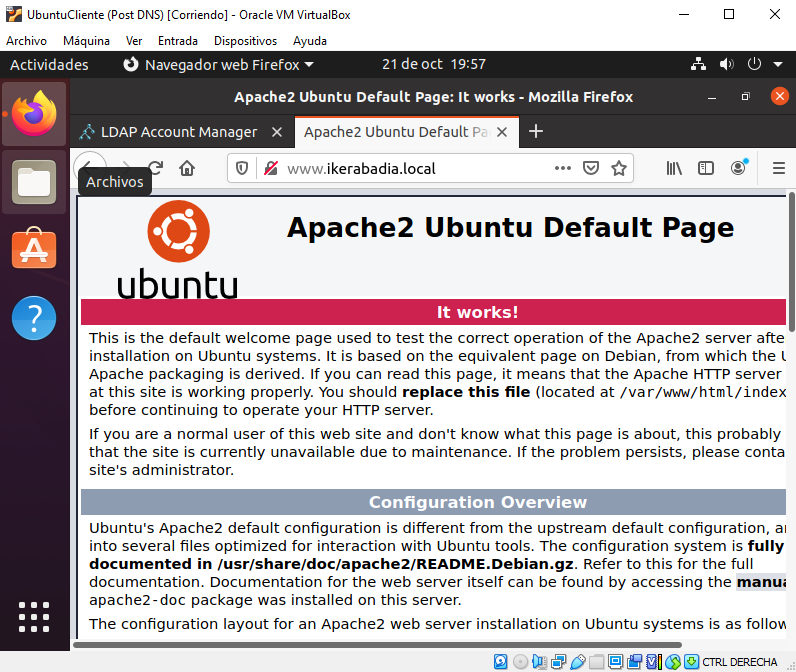 UbuntuCliente (Post DNS) [Corriendo] - Oracle VM VirtualBox
Archivo Máquina Ver Entrada Dispositivos Ayuda
Actividades Navegador web Firefox 21 de oct 19:57
Apache2 Ubuntu Default Page: It works - Mozilla Firefox
LDAP Account Manager Apache2 Ubuntu Default Pa
www.ikerabadia.local
Archivos
Apache2 Ubuntu Default Page
ubuntu
It works!
This is the default welcome page used to test the correct operation of the Apache2 server afte
installation on Ubuntu systems. It is based on the equivalent page on Debian, from which the U
Apache packaging is derived. If you can read this page, it means that the Apache HTTP server
at this site is working properly. You should replace this file (located at /var/www/html/index
before continuing to operate your HTTP server.
If you are a normal user of this web site and don't know what this page is about, this probably
that the site is currently unavailable due to maintenance. If the problem persists, please conta
site's administrator.
Configuration Overview
Ubuntu's Apache2 default configuration is different from the upstream default configuration, a
into several files optimized for interaction with Ubuntu tools. The configuration system is fully
documented in /usr/share/doc/apache2/README.Debian.gz. Refer to this for the full
documentation. Documentation for the web server itself can be found by accessing the manua
apache2-doc package was installed on this server.
The configuration layout for an Apache2 web server installation on Ubuntu systems is as follow
CTRL DERECHA